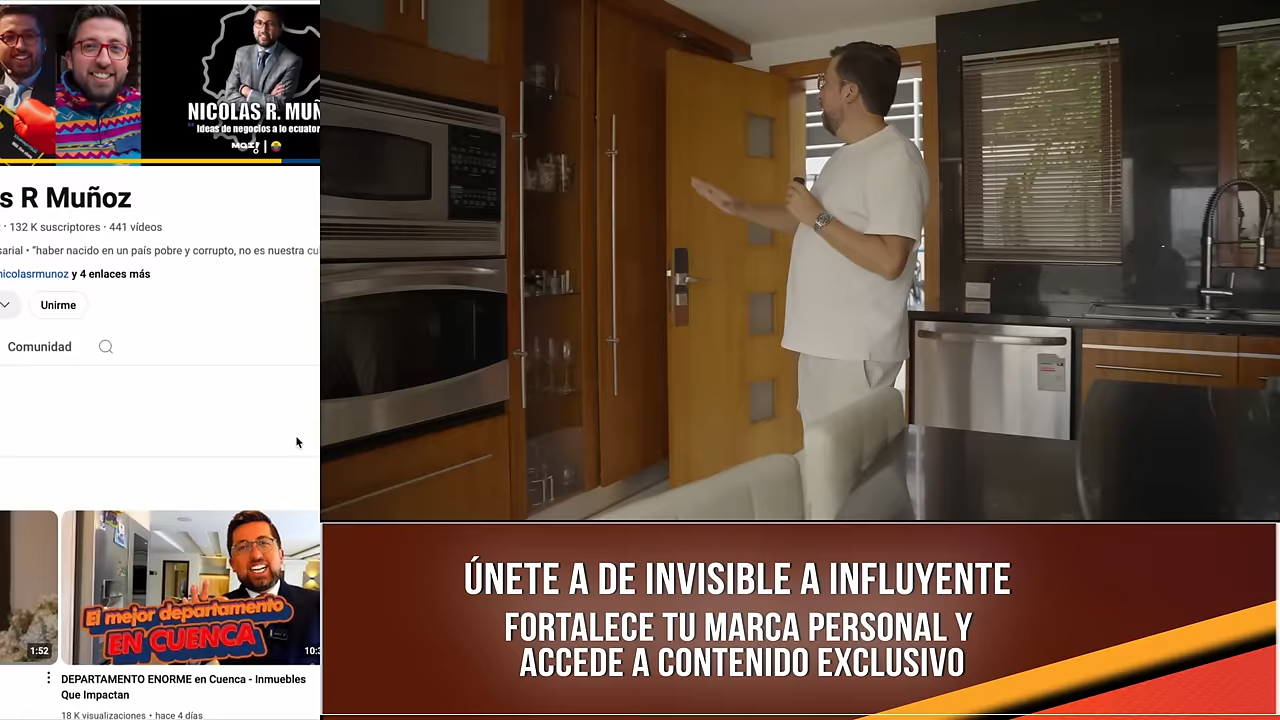 NICOLAS R. MUÑ
Ideas de negocios a lo ecuator
s R Muñoz
132 K suscriptores • 441 vídeos
sarial • "haber nacido en un país pobre y corrupto, no es nuestra cu
nicolasrmunoz y 4 enlaces más
Unirme
Comunidad
El mejor departamento
EN CUENCA
1:52
10:3
DEPARTAMENTO ENORME en Cuenca - Inmuebles
Que Impactan
18 K visualizaciones • hace 4 días
ÚNETE A DE INVISIBLE A INFLUYENTE
FORTALECE TU MARCA PERSONAL Y
ACCEDE A CONTENIDO EXCLUSIVO